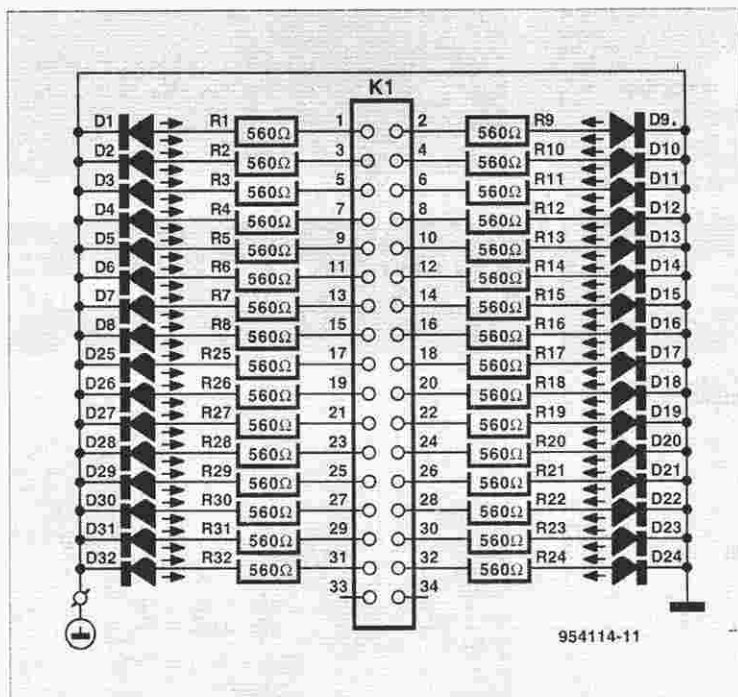 K1
D1 R1 560Ω 1 2 560Ω R9 D9.
D2 R2 560Ω 3 4 560Ω R10 D10
D3 R3 560Ω 5 6 560Ω R11 D11
D4 R4 560Ω 7 8 560Ω R12 D12
D5 R5 560Ω 9 10 560Ω R13 D13
D6 R6 560Ω 11 12 560Ω R14 D14
D7 R7 560Ω 13 14 560Ω R15 D15
D8 R8 560Ω 15 16 560Ω R16 D16
D25 R25 560Ω 17 18 560Ω R17 D17
D26 R26 560Ω 19 20 560Ω R18 D18
D27 R27 560Ω 21 22 560Ω R19 D19
D28 R28 560Ω 23 24 560Ω R20 D20
D29 R29 560Ω 25 26 560Ω R21 D21
D30 R30 560Ω 27 28 560Ω R22 D22
D31 R31 560Ω 29 30 560Ω R23 D23
D32 R32 560Ω 31 32 560Ω R24 D24
33 34
954114-11